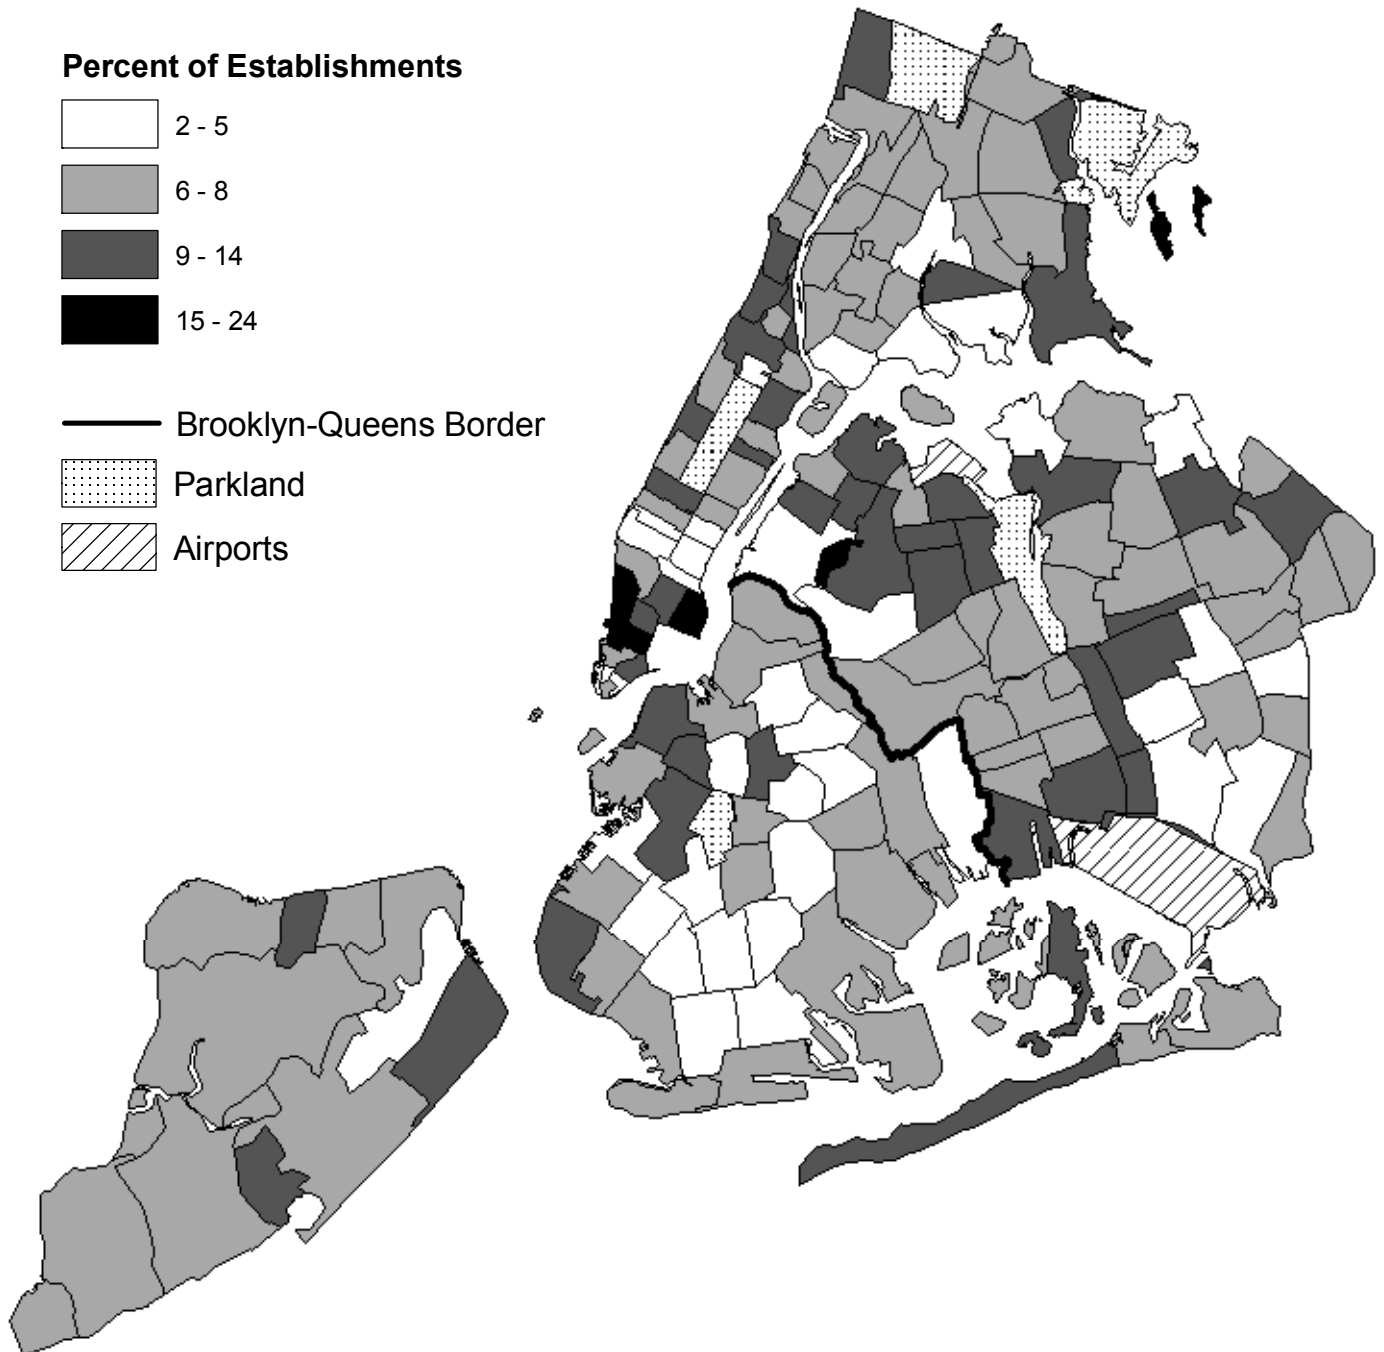 Percent of Establishments
2 - 5
6 - 8
9 - 14
15 - 24
Brooklyn-Queens Border
Parkland
Airports